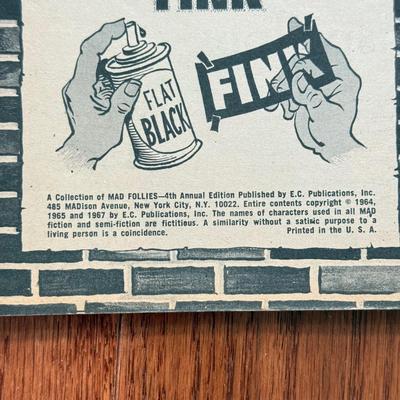 FINK
FLAT
BLACK
FINK
A Collection of MAD FOLLIES—4th Annual Edition Published by E.C. Publications, Inc.
485 MADison Avenue, New York City, N.Y. 10022. Entire contents copyright © 1964,
1965 and 1967 by E.C. Publications, Inc. The names of characters used in all MAD
fiction and semi-fiction are fictitious. A similarity without a satiric purpose to a
living person is a coincidence. Printed in the U. S. A.